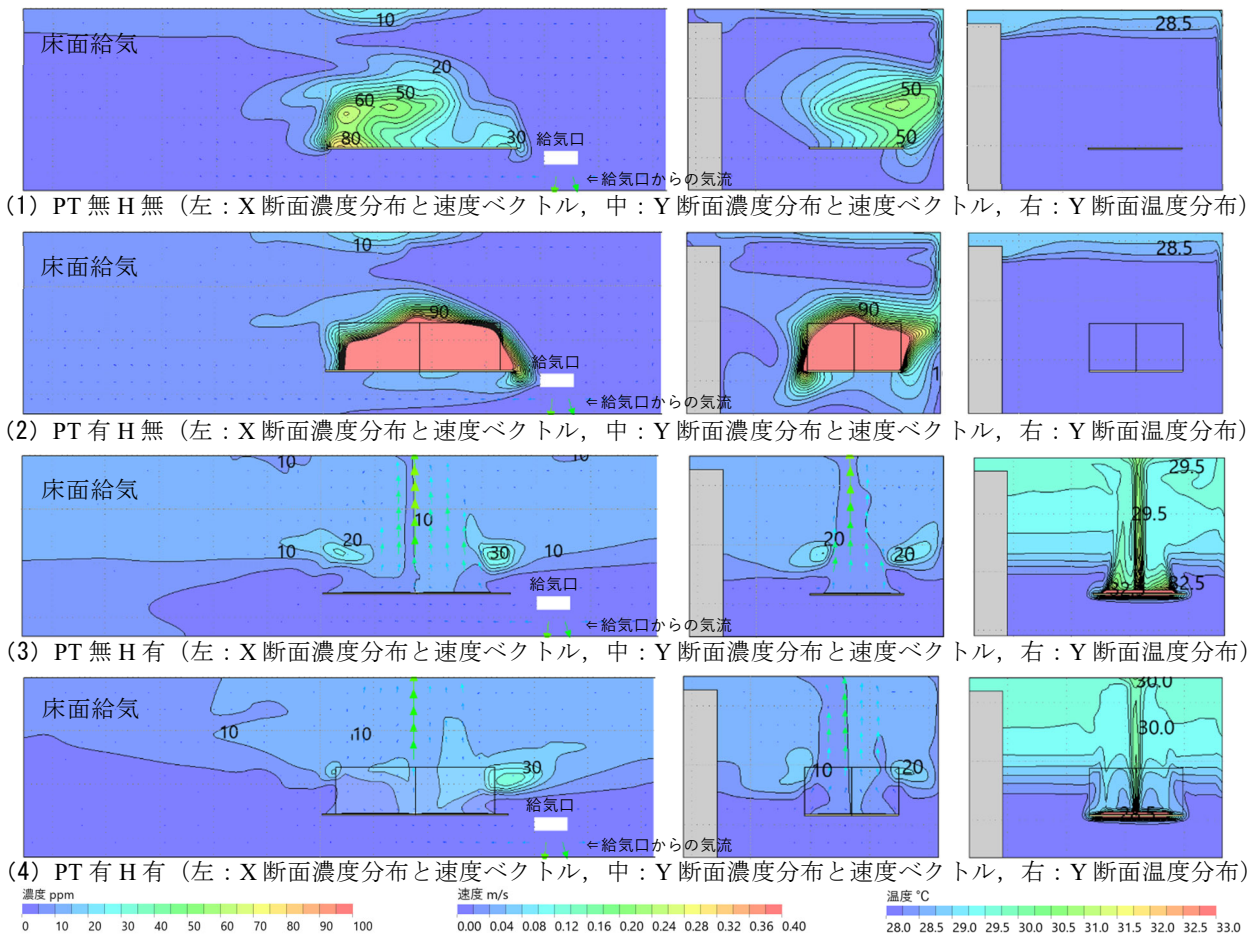 10
床面給気
20
50
60
80
30
給気口
⇐給気口からの気流
50
50
28.5
(1) PT 無 H 無（左：X 断面濃度分布と速度ベクトル，中：Y 断面濃度分布と速度ベクトル，右：Y 断面温度分布）
10
床面給気
90
給気口
⇐給気口からの気流
90
1
28.5
(2) PT 有 H 無（左：X 断面濃度分布と速度ベクトル，中：Y 断面濃度分布と速度ベクトル，右：Y 断面温度分布）
10
10
床面給気
10
20
10
30
10
給気口
⇐給気口からの気流
20
20
29.5
29.5
32.5
(3) PT 無 H 有（左：X 断面濃度分布と速度ベクトル，中：Y 断面濃度分布と速度ベクトル，右：Y 断面温度分布）
床面給気
10
10
30
給気口
⇐給気口からの気流
10
20
30.0
30.0
(4) PT 有 H 有（左：X 断面濃度分布と速度ベクトル，中：Y 断面濃度分布と速度ベクトル，右：Y 断面温度分布）
濃度 ppm
0 10 20 30 40 50 60 70 80 90 100
速度 m/s
0.00 0.04 0.08 0.12 0.16 0.20 0.24 0.28 0.32 0.36 0.40
温度 °C
28.0 28.5 29.0 29.5 30.0 30.5 31.0 31.5 32.0 32.5 33.0